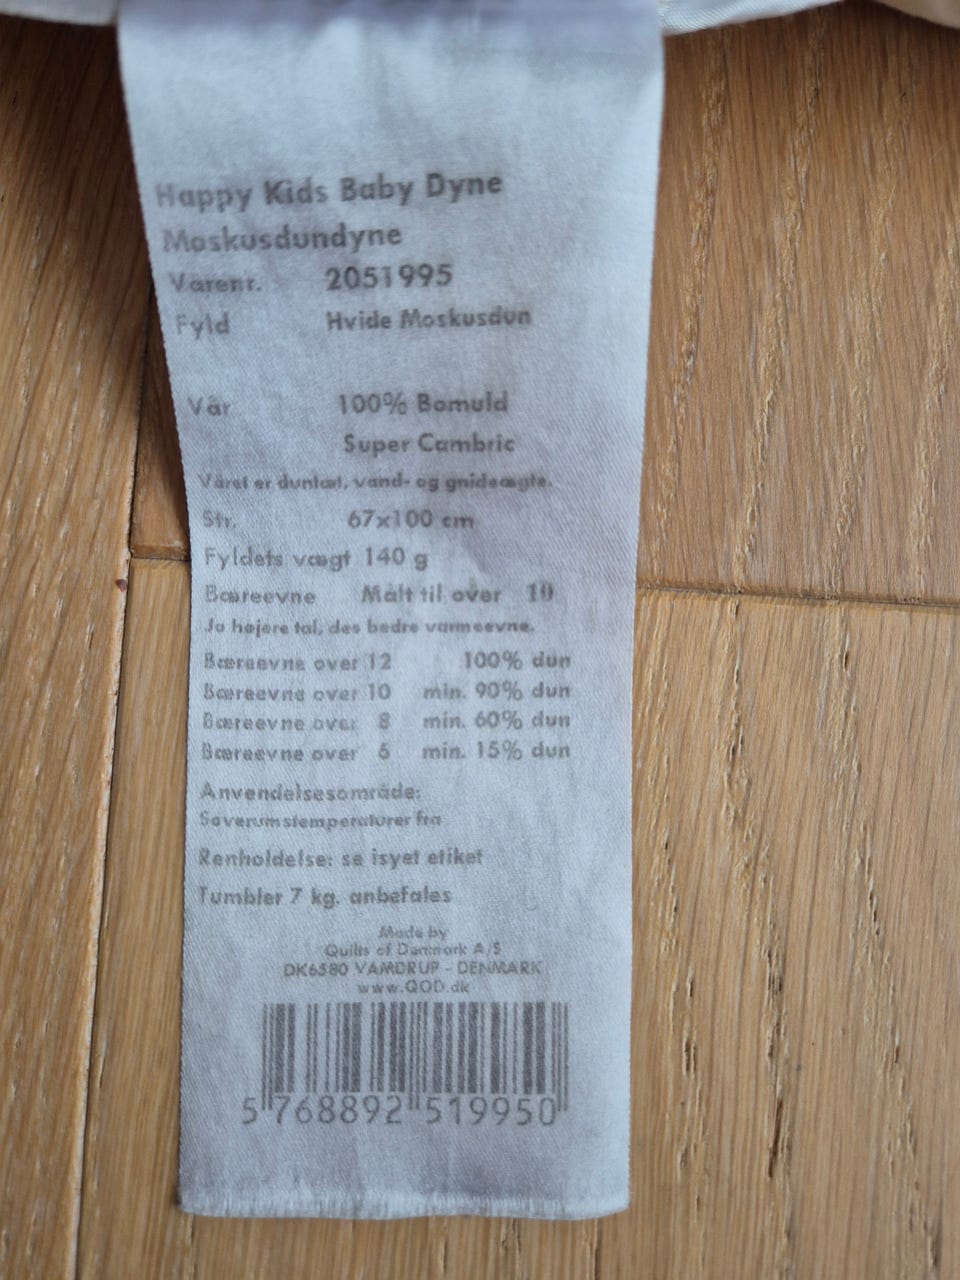 Happy Kids Baby Dyne
Moskusdundyne
Varenr. 2051995
Fyld Hvide Moskusdun
Vår 100% Bomuld
Super Cambric
Våret er duntæt, vand- og gnideægte.
Str. 67x100 cm
Fyldets vægt 140 g
Bæreevne Målt til over 10
Jo højere tal, des bedre varmeevne.
Bæreevne over 12 100% dun
Bæreevne over 10 min. 90% dun
Bæreevne over 8 min. 60% dun
Bæreevne over 6 min. 15% dun
Anvendelsesområde:
Soverumstemperaturer fra
Renholdelse: se isyet etiket
Tumbler 7 kg. anbefales
Made by
Quilts of Denmark A/S
DK6580 VAMDRUP - DENMARK
www.QOD.dk
5 768892 519950